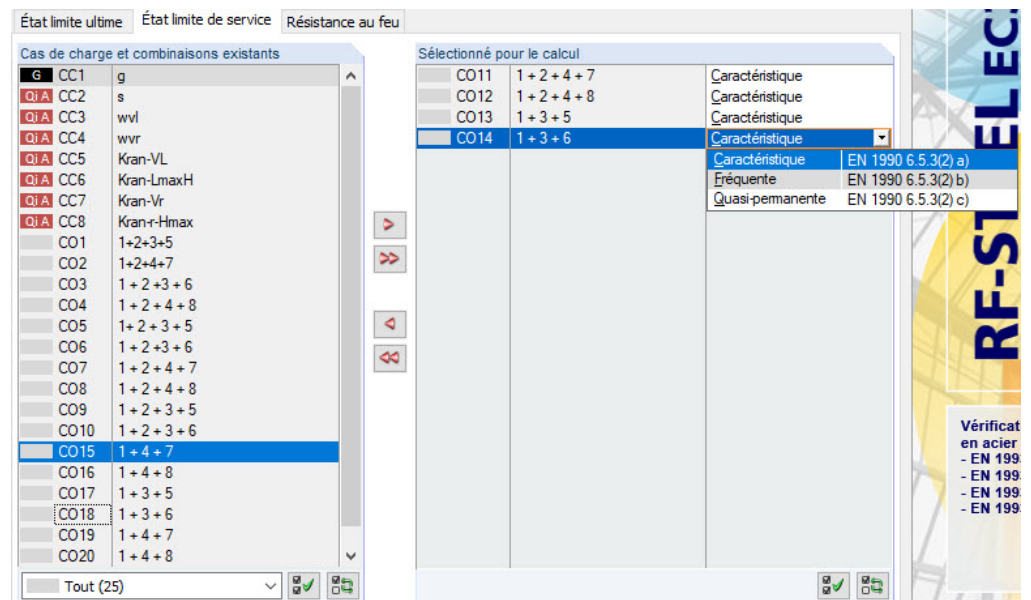 État limite ultime État limite de service Résistance au feu
Cas de charge et combinaisons existants
G CC1 g
Qi A CC2 s
Qi A CC3 wvl
Qi A CC4 wvr
Qi A CC5 Kran-VL
Qi A CC6 Kran-LmaxH
Qi A CC7 Kran-Vr
Qi A CC8 Kran-r-Hmax
CO1 1+2+3+5
CO2 1+2+4+7
CO3 1 + 2 +3 + 6
CO4 1 + 2 + 4 + 8
CO5 1+ 2 + 3 + 5
CO6 1 + 2 +3 + 6
CO7 1 + 2 + 4 + 7
CO8 1 + 2 + 4 + 8
CO9 1 + 2 + 3 + 5
CO10 1 + 2 + 3 + 6
CO15 1 + 4 + 7
CO16 1 + 4 + 8
CO17 1 + 3 + 5
CO18 1 + 3 + 6
CO19 1 + 4 + 7
CO20 1 + 4 + 8
Tout (25)
Sélectionné pour le calcul
CO11 1 + 2 + 4 + 7 Caractéristique
CO12 1 + 2 + 4 + 8 Caractéristique
CO13 1 + 3 + 5 Caractéristique
CO14 1 + 3 + 6 Caractéristique
Caractéristique EN 1990 6.5.3(2) a)
Fréquente EN 1990 6.5.3(2) b)
Quasi-permanente EN 1990 6.5.3(2) c)
RF-STEEL EC
Vérificat
en acier
- EN 199
- EN 199
- EN 199
- EN 199